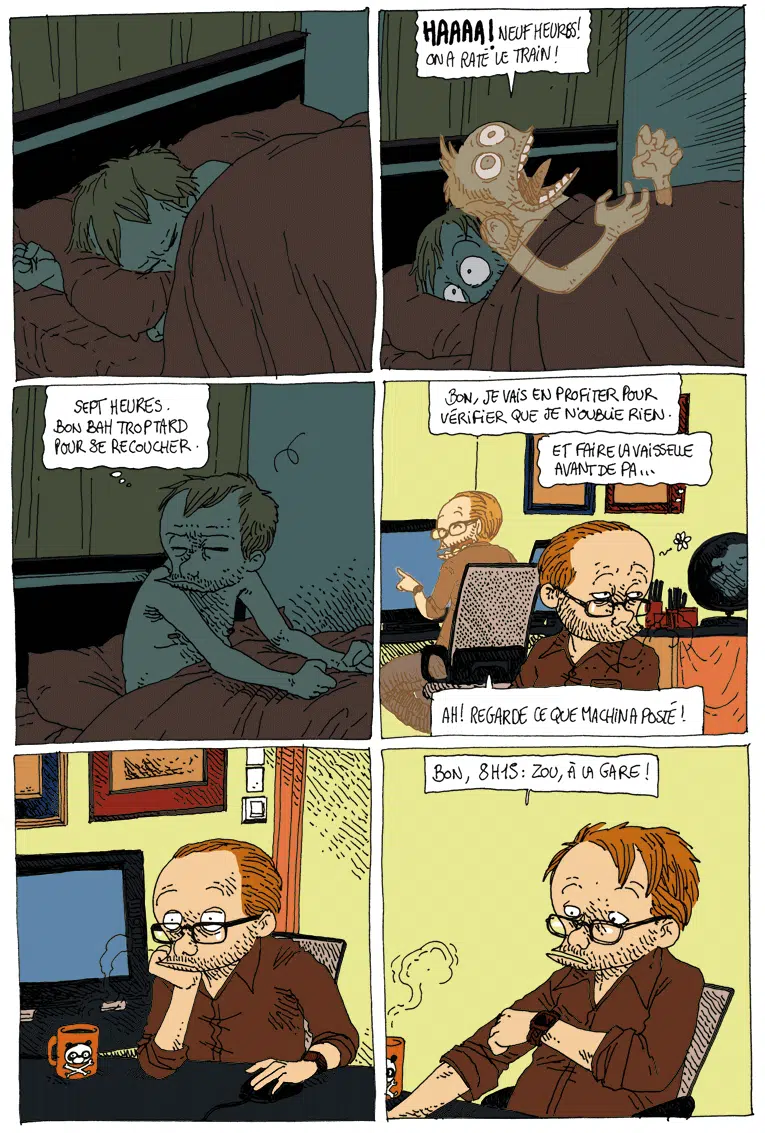 HAAAA! NEUF HEURES!
ON A RATÉ LE TRAIN!
SEPT HEURES.
BON BAH TROP TARD
POUR SE RECOUCHER.
BON, JE VAIS EN PROFITER POUR
VÉRIFIER QUE JE N'OUBLIE RIEN.
ET FAIRE LA VAISSELLE
AVANT DE PA...
AH! REGARDE CE QUE MACHIN A POSTÉ!
BON, 8H15: ZOU, À LA GARE!